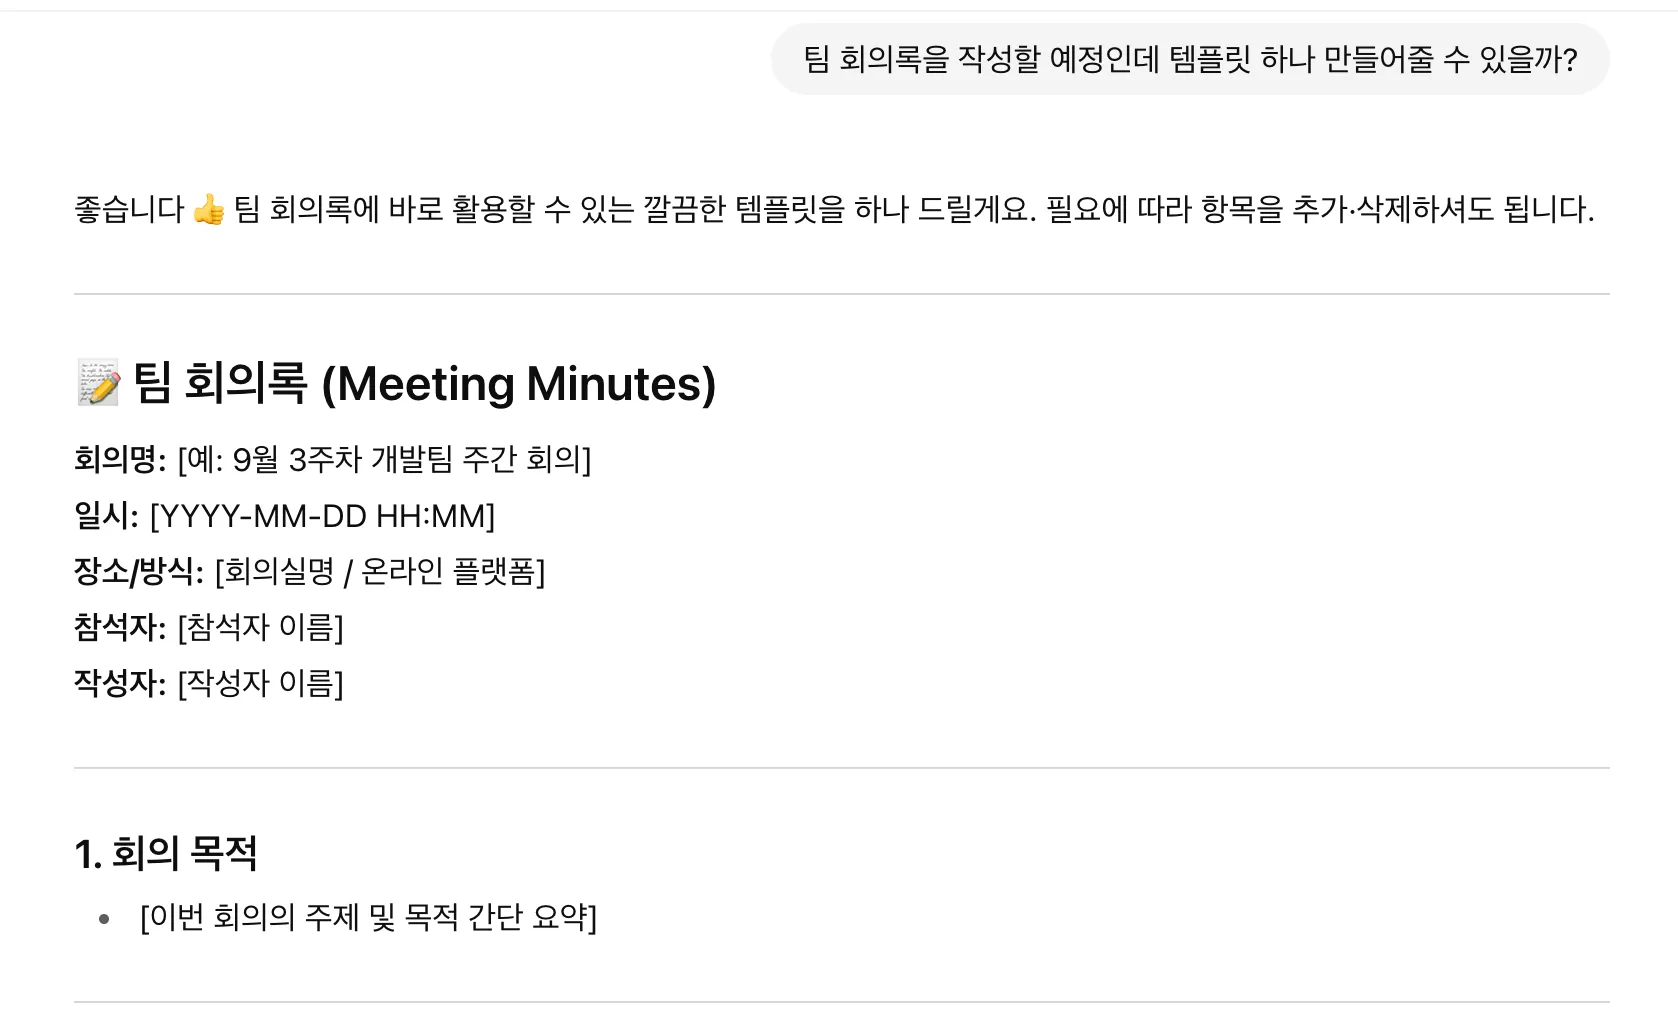 팀 회의록을 작성할 예정인데 템플릿 하나 만들어줄 수 있을까?
좋습니다 👍 팀 회의록에 바로 활용할 수 있는 깔끔한 템플릿을 하나 드릴게요. 필요에 따라 항목을 추가·삭제하셔도 됩니다.
📝 팀 회의록 (Meeting Minutes)
회의명: [예: 9월 3주차 개발팀 주간 회의]
일시: [YYYY-MM-DD HH:MM]
장소/방식: [회의실명 / 온라인 플랫폼]
참석자: [참석자 이름]
작성자: [작성자 이름]
1. 회의 목적
• [이번 회의의 주제 및 목적 간단 요약]